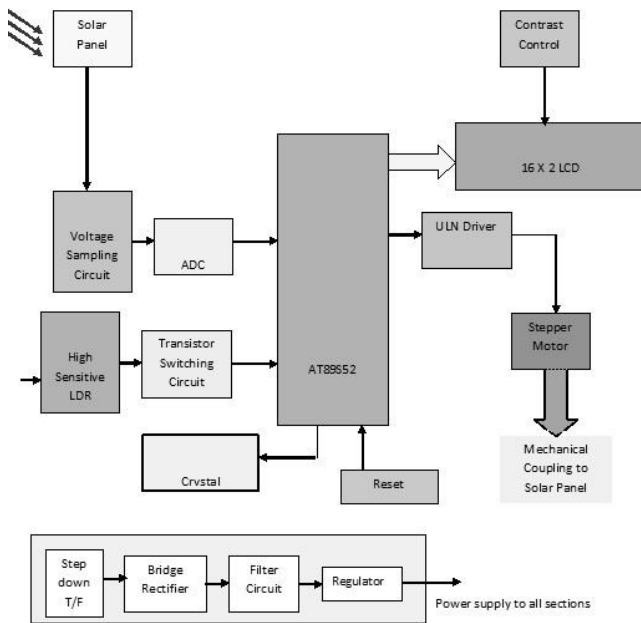 Solar
Panel
Contrast
Control
16 X 2 LCD
Voltage
Sampling
Circuit
ADC
ULN Driver
High
Sensitive
LDR
Transistor
Switching
Circuit
AT89S52
Stepper
Motor
Crystal
Reset
Mechanical
Coupling to
Solar Panel
Step
down
T/F
Bridge
Rectifier
Filter
Circuit
Regulator
Power supply to all sections